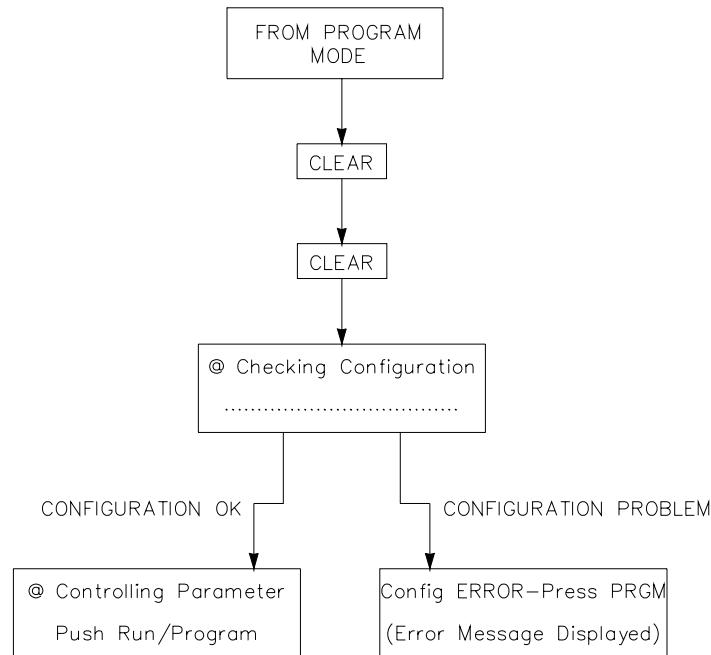 FROM PROGRAM
MODE
CLEAR
CLEAR
@ Checking Configuration
....................................
CONFIGURATION OK
CONFIGURATION PROBLEM
@ Controlling Parameter
Push Run/Program
Config ERROR-Press PRGM
(Error Message Displayed)